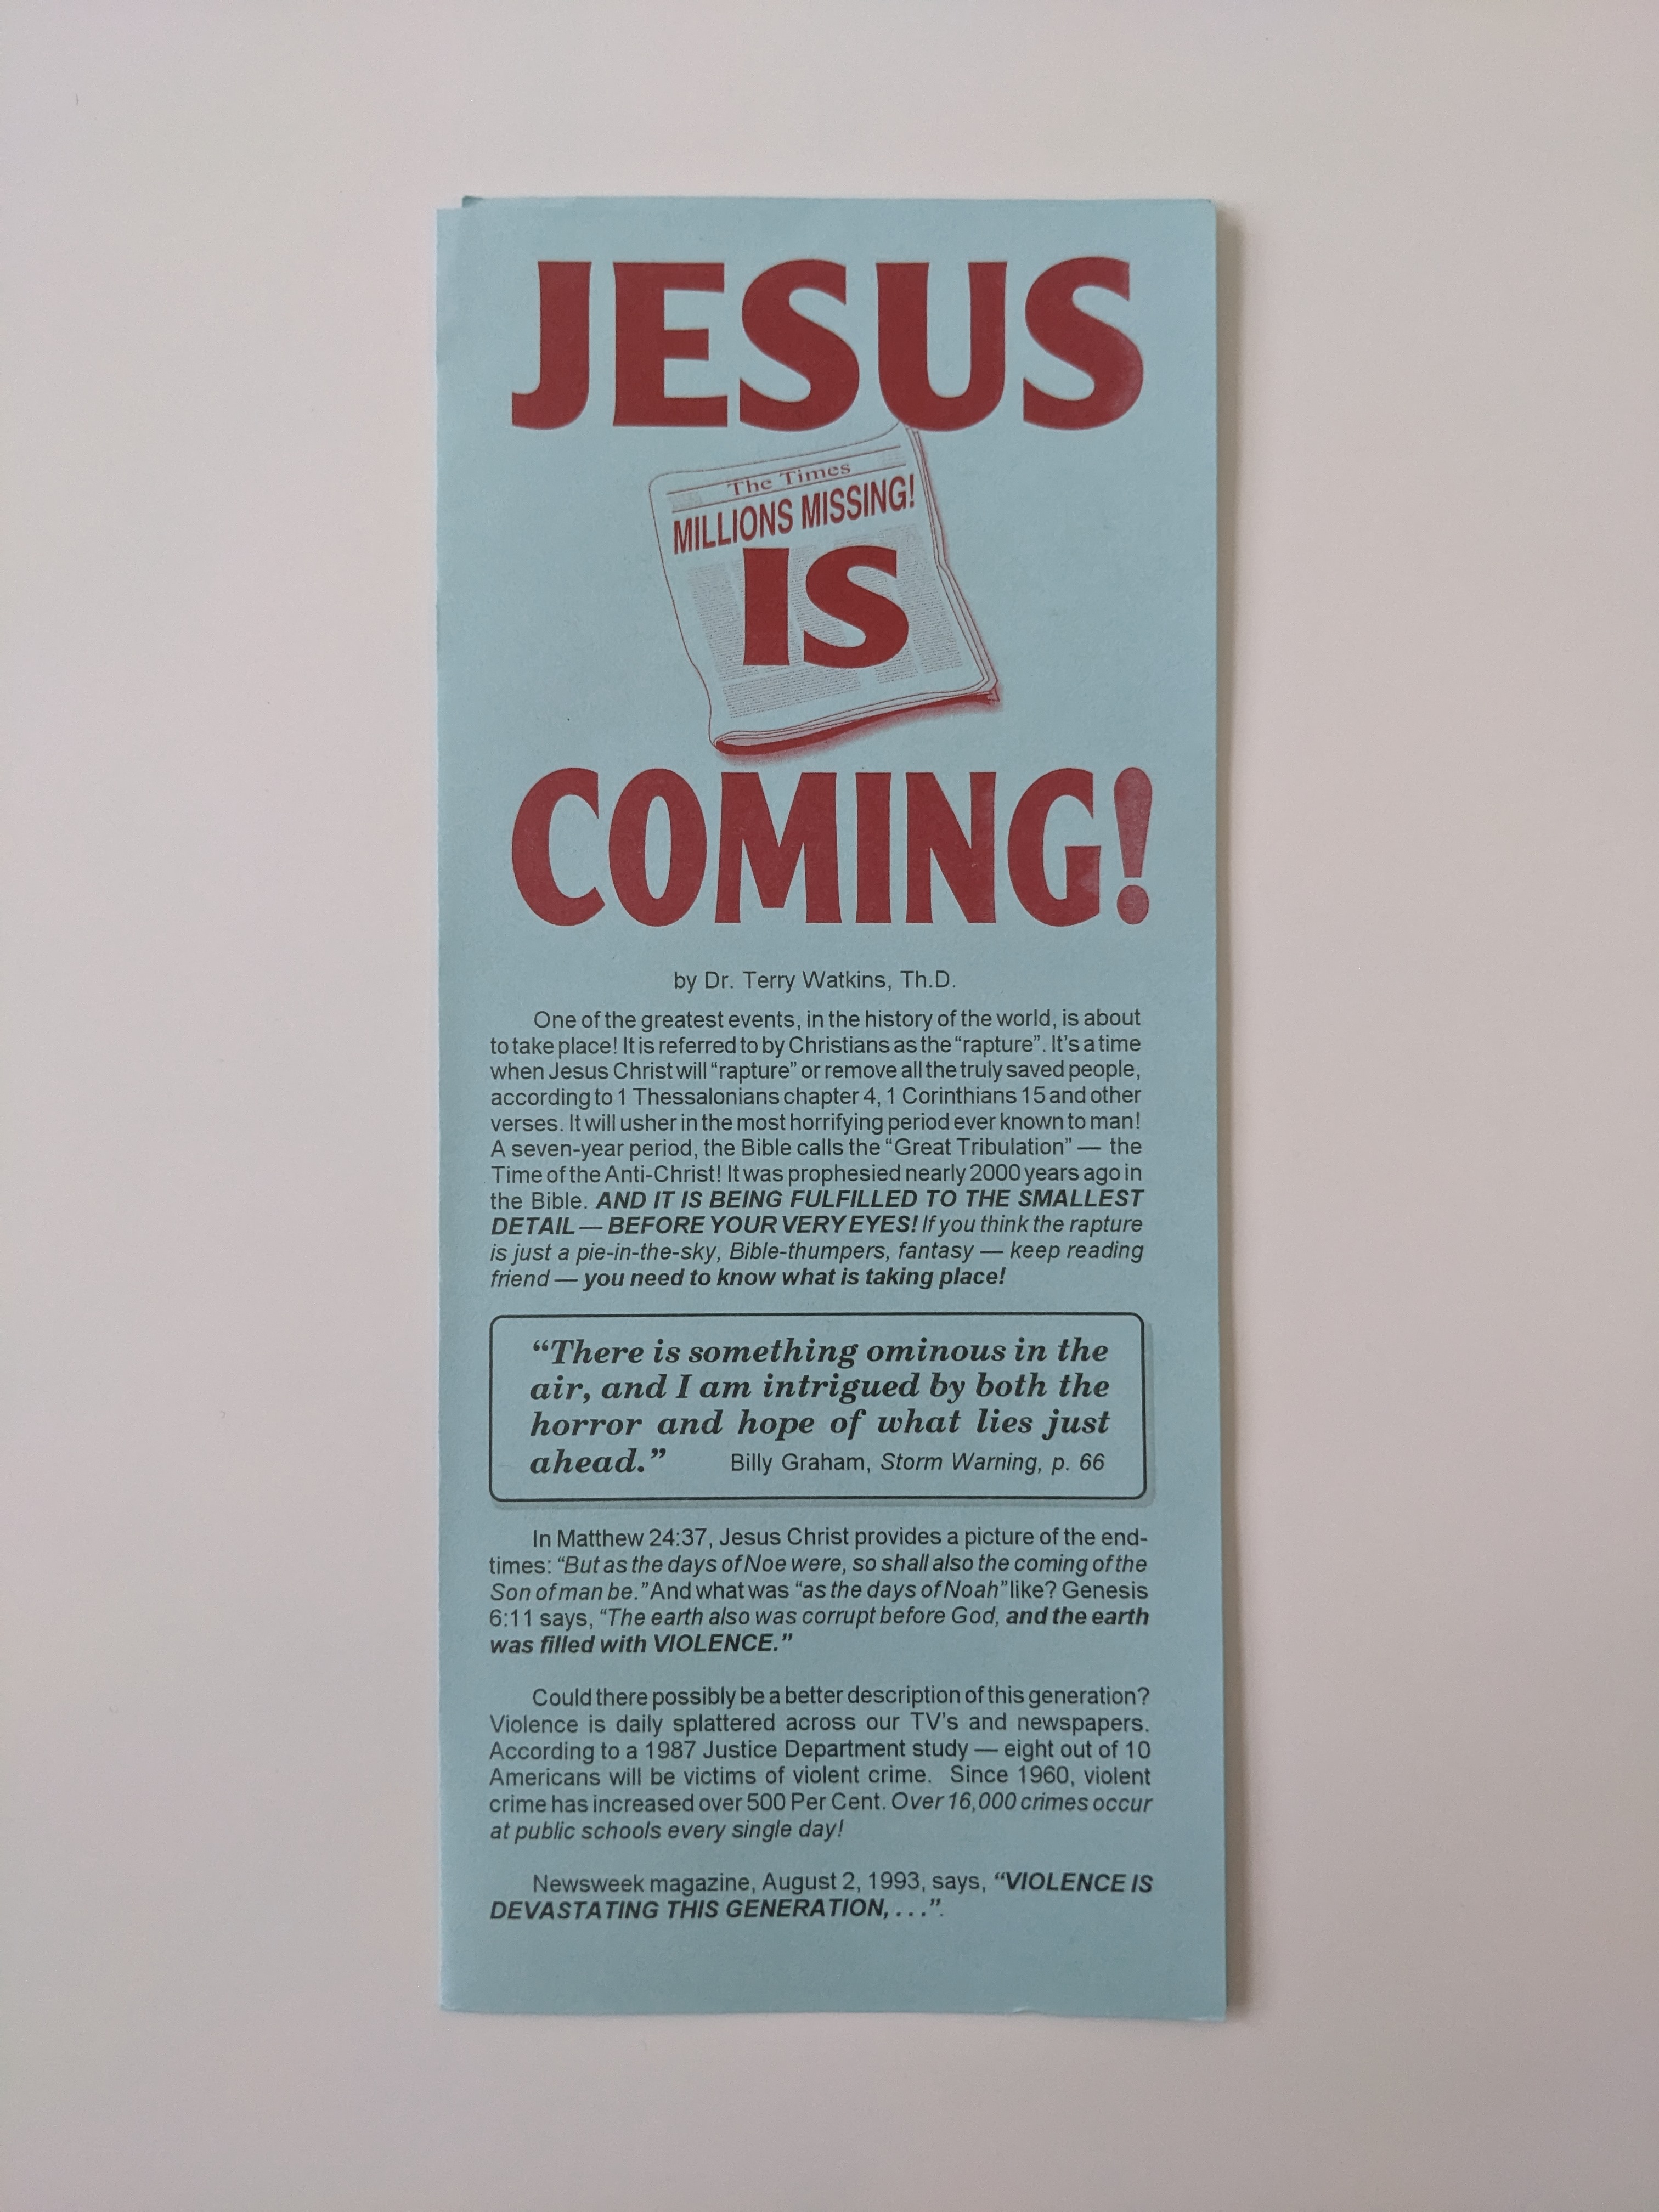 JESUS
The Times
MILLIONS MISSING!
IS
COMING!
by Dr. Terry Watkins, Th.D.
One of the greatest events, in the history of the world, is about
to take place! It is referred to by Christians as the “rapture”. It’s a time
when Jesus Christ will “rapture” or remove all the truly saved people,
according to 1 Thessalonians chapter 4, 1 Corinthians 15 and other
verses. It will usher in the most horrifying period ever known to man!
A seven-year period, the Bible calls the “Great Tribulation” — the
Time of the Anti-Christ! It was prophesied nearly 2000 years ago in
the Bible. AND IT IS BEING FULFILLED TO THE SMALLEST
DETAIL — BEFORE YOUR VERY EYES! If you think the rapture
is just a pie-in-the-sky, Bible-thumpers, fantasy — keep reading
friend — you need to know what is taking place!
“There is something ominous in the
air, and I am intrigued by both the
horror and hope of what lies just
ahead.” Billy Graham, Storm Warning, p. 66
In Matthew 24:37, Jesus Christ provides a picture of the end-
times: “But as the days of Noe were, so shall also the coming of the
Son of man be.” And what was “as the days of Noah” like? Genesis
6:11 says, “The earth also was corrupt before God, and the earth
was filled with VIOLENCE.”
Could there possibly be a better description of this generation?
Violence is daily splattered across our TV’s and newspapers.
According to a 1987 Justice Department study — eight out of 10
Americans will be victims of violent crime. Since 1960, violent
crime has increased over 500 Per Cent. Over 16,000 crimes occur
at public schools every single day!
Newsweek magazine, August 2, 1993, says, “VIOLENCE IS
DEVASTATING THIS GENERATION, . . .”.